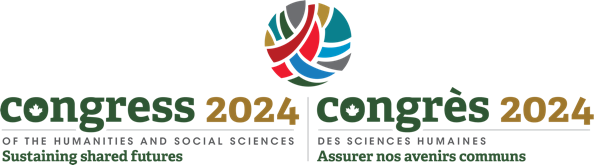 congress 2024
OF THE HUMANITIES AND SOCIAL SCIENCES
Sustaining shared futures
congrès 2024
DES SCIENCES HUMAINES
Assurer nos avenirs communs